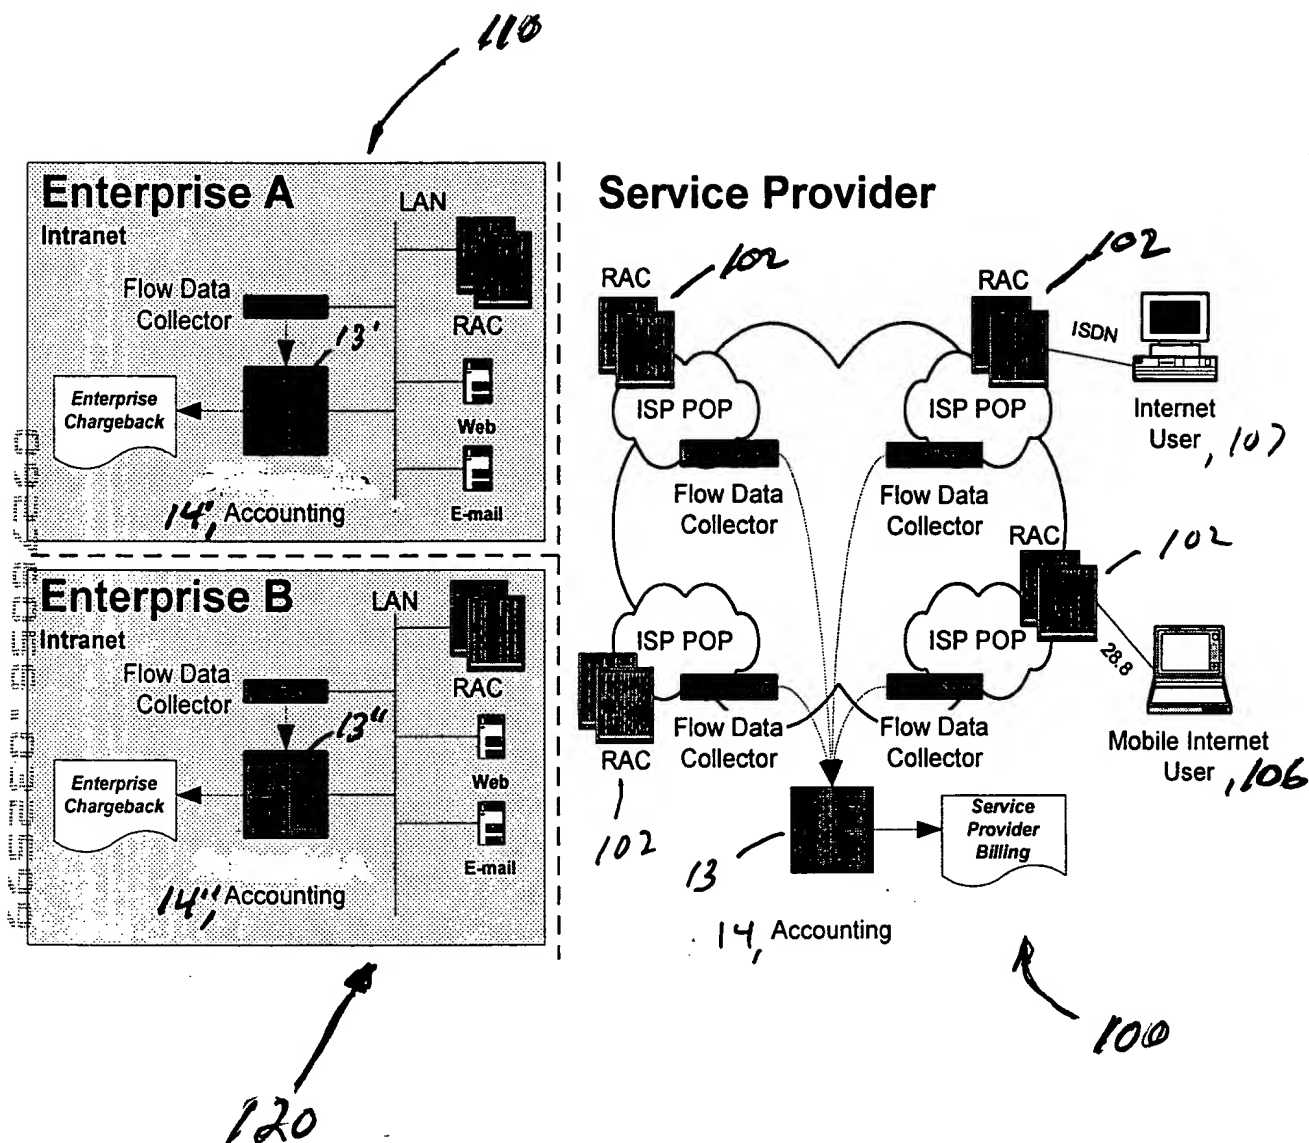 110
Enterprise A
Intranet
LAN
Flow Data
Collector
RAC
13'
Enterprise
Chargeback
Web
14', Accounting
E-mail
Enterprise B
Intranet
LAN
Flow Data
Collector
RAC
13"
Enterprise
Chargeback
Web
E-mail
14", Accounting
120
Service Provider
RAC
102
RAC
102
ISDN
ISP POP
ISP POP
Internet
User, 107
Flow Data
Collector
Flow Data
Collector
RAC
102
ISP POP
ISP POP
28.8
Flow Data
Collector
Flow Data
Collector
RAC
102
Mobile Internet
User, 106
13
Service
Provider
Billing
14, Accounting
100